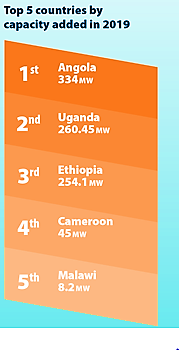 Top 5 countries by
capacity added in 2019
1st
Angola
334MW
2nd
Uganda
260.45MW
3rd
Ethiopia
254.1MW
4th
Cameroon
45MW
5th
Malawi
8.2MW